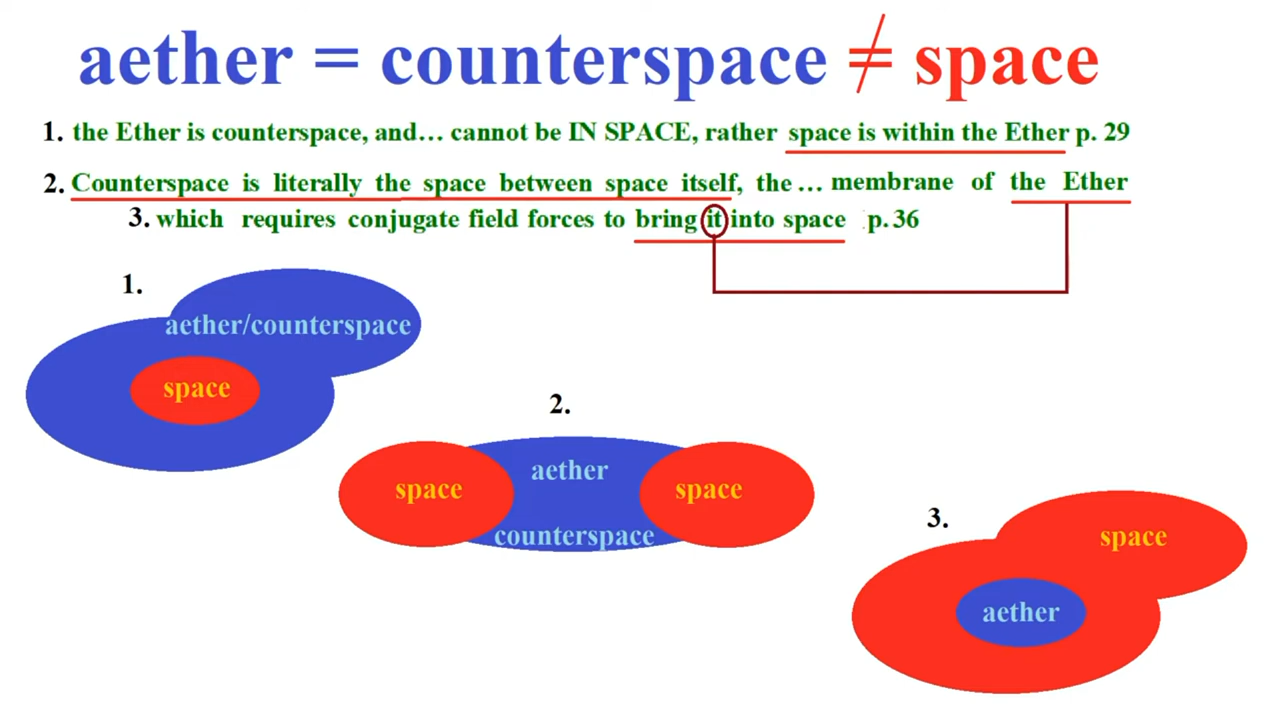 aether = counterspace ≠ space
1. the Ether is counterspace, and… cannot be IN SPACE, rather space is within the Ether p. 29
2. Counterspace is literally the space between space itself, the … membrane of the Ether
3. which requires conjugate field forces to bring it into space p. 36
1.
aether/counterspace
space
2.
space
aether
space
counterspace
3.
space
aether